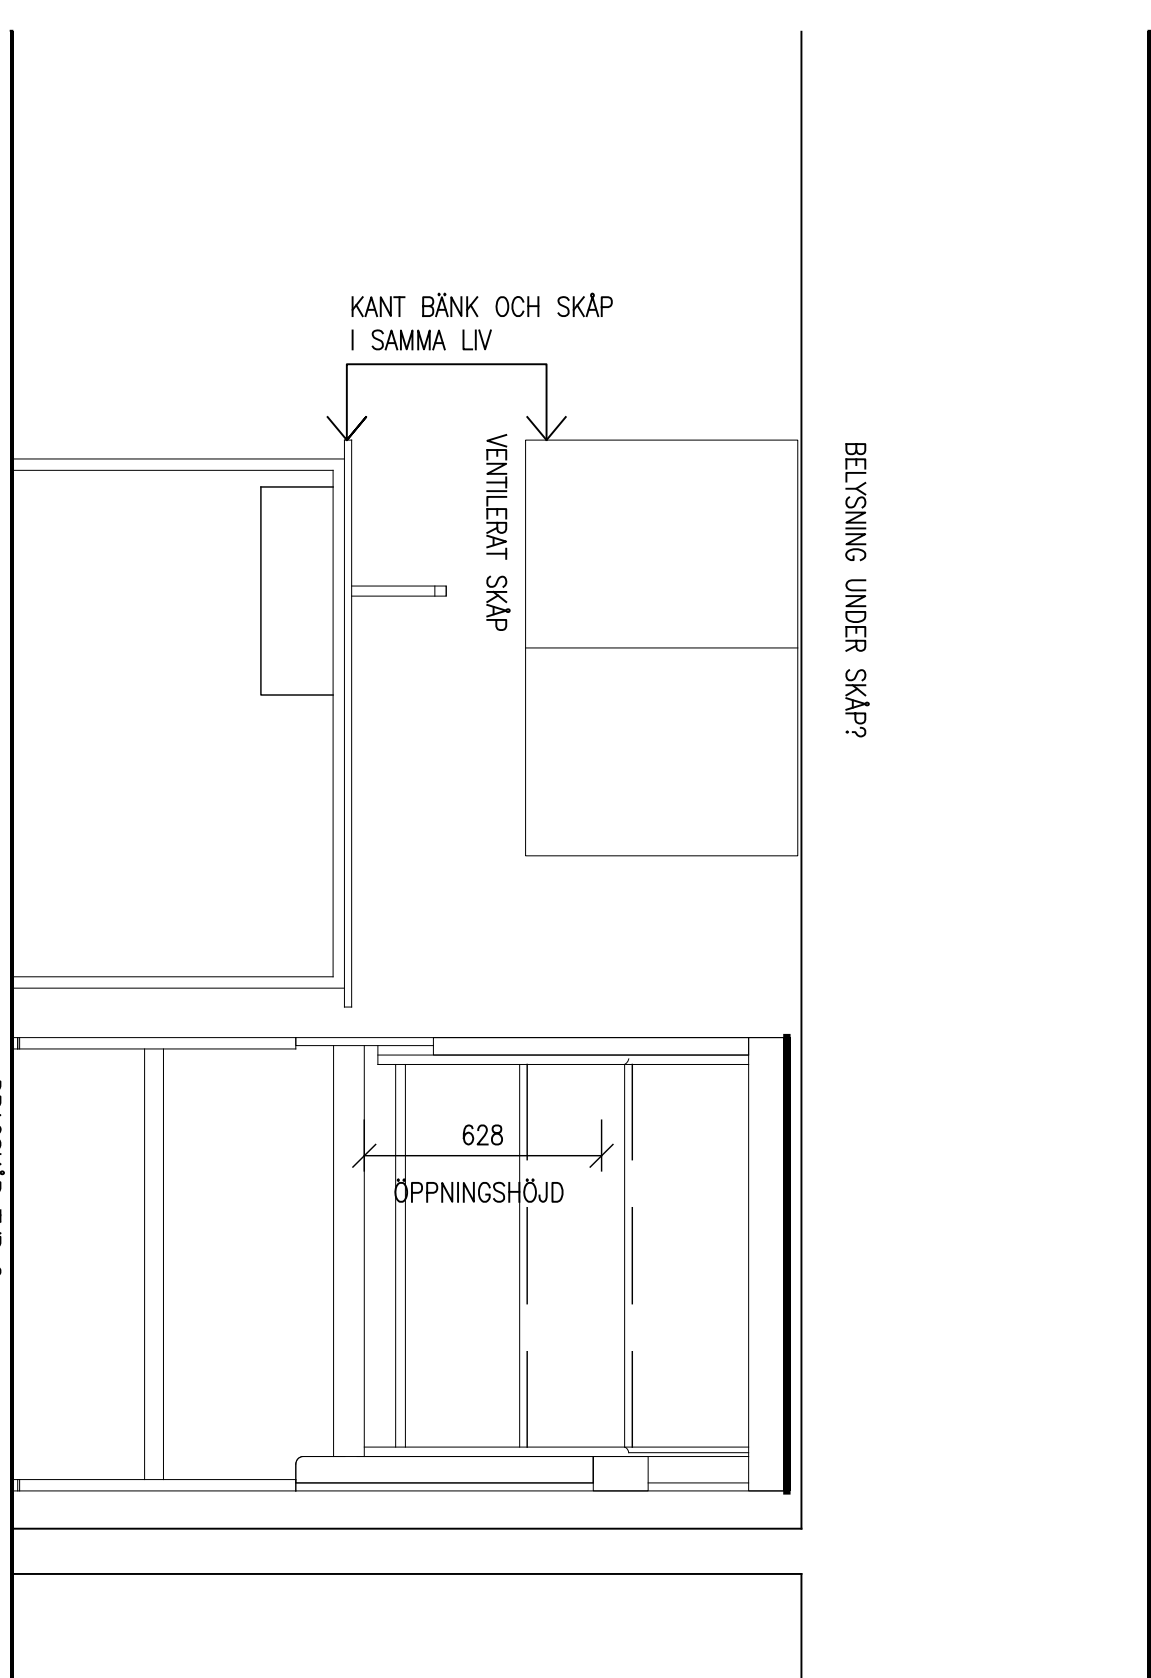 KANT BÄNK OCH SKÅP
I SAMMA LIV
VENTILERAT SKÅP
BELYSNING UNDER SKÅP?
628
ÖPPNINGSHÖJD